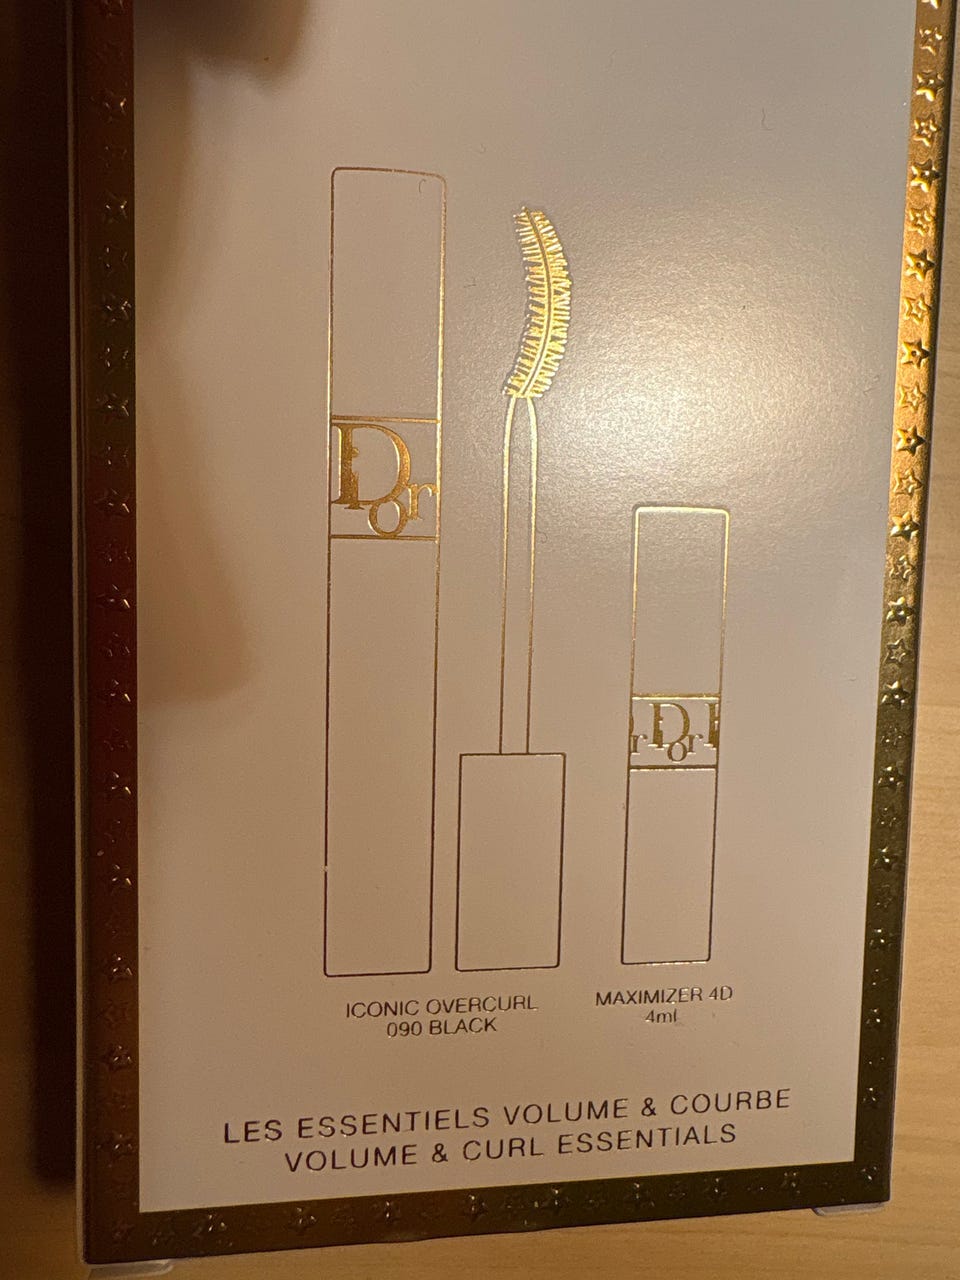 Dior
Dior
ICONIC OVERCURL
090 BLACK
MAXIMIZER 4D
4ml
LES ESSENTIELS VOLUME & COURBE
VOLUME & CURL ESSENTIALS